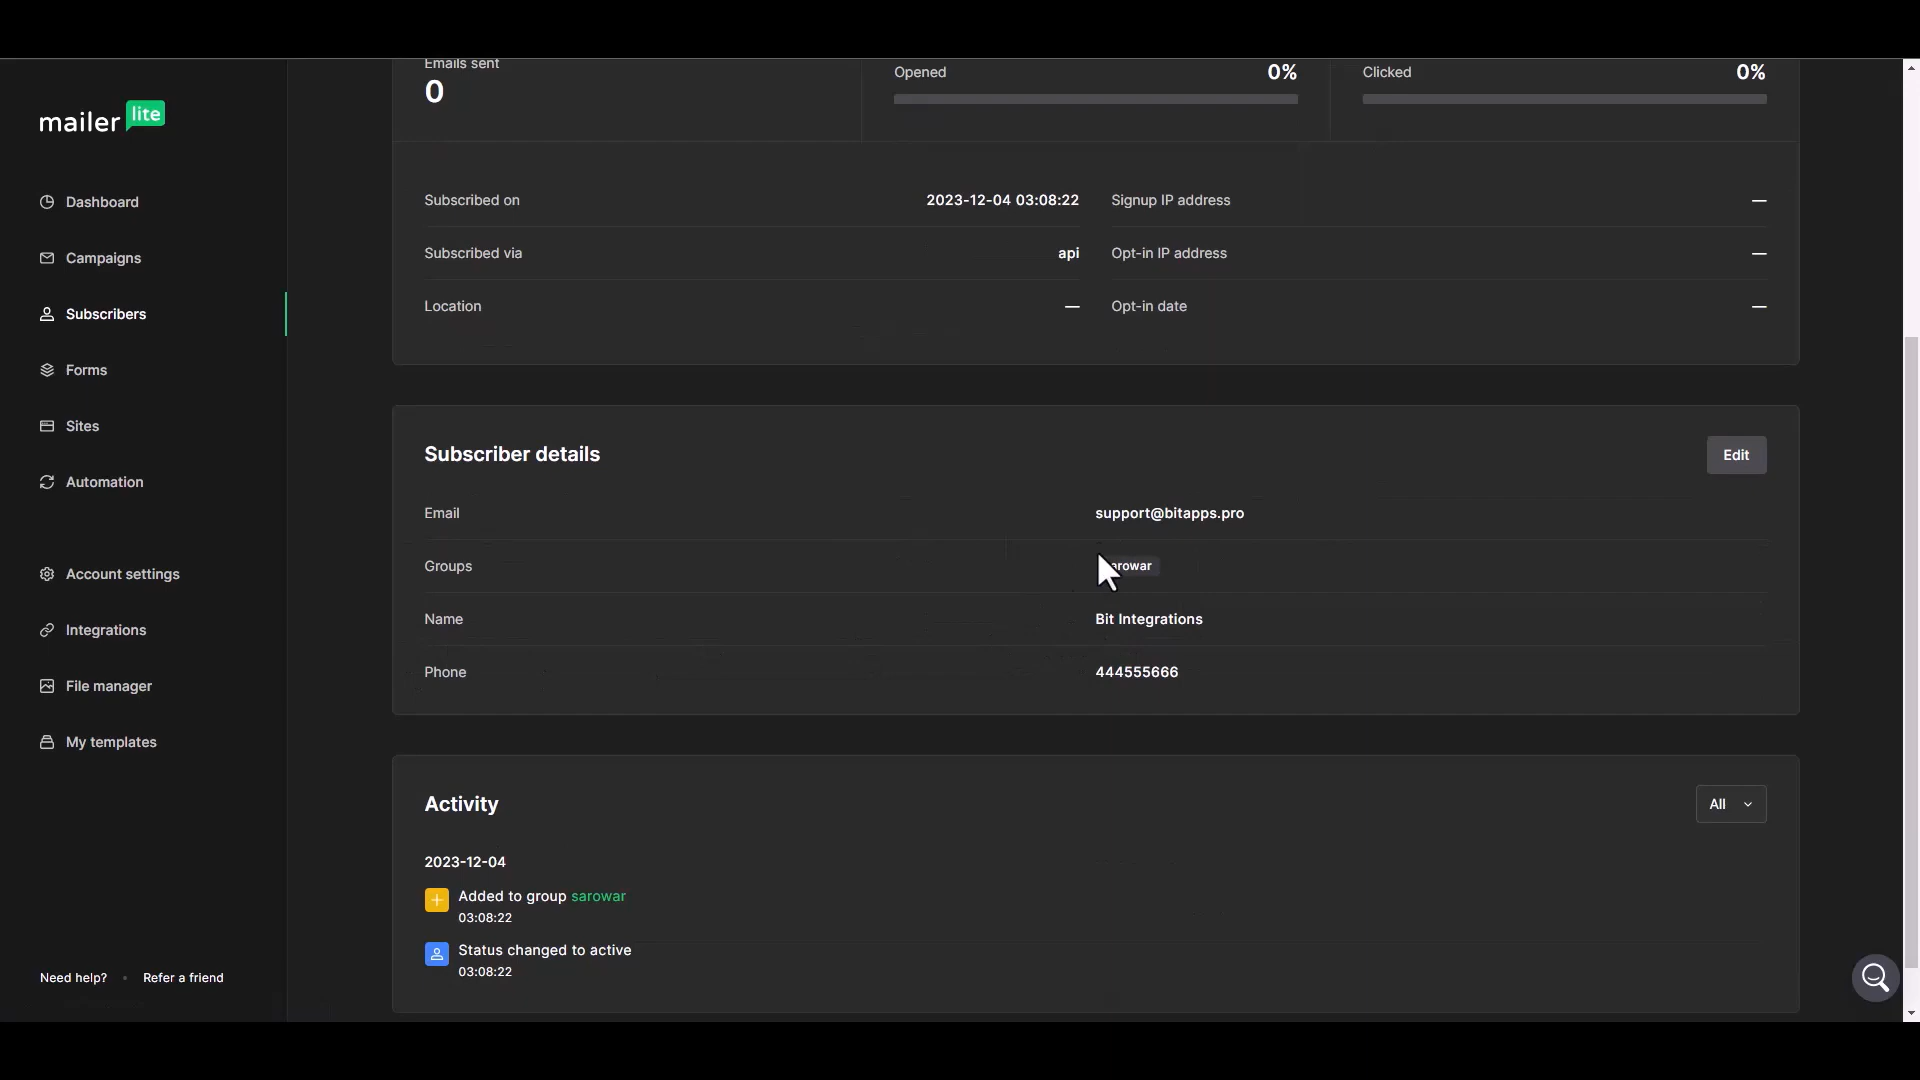 mailer lite
Dashboard
Campaigns
Subscribers
Forms
Sites
Automation
Account settings
Integrations
File manager
My templates
Need help?
Refer a friend
Emails sent
0
Opened 0%
Clicked 0%
Subscribed on 2023-12-04 03:08:22
Signup IP address —
Subscribed via api
Opt-in IP address —
Location —
Opt-in date —
Subscriber details
Edit
Email support@bitapps.pro
Groups
Name Bit Integrations
Phone 444555666
Activity
All
2023-12-04
Added to group sarowar
03:08:22
Status changed to active
03:08:22